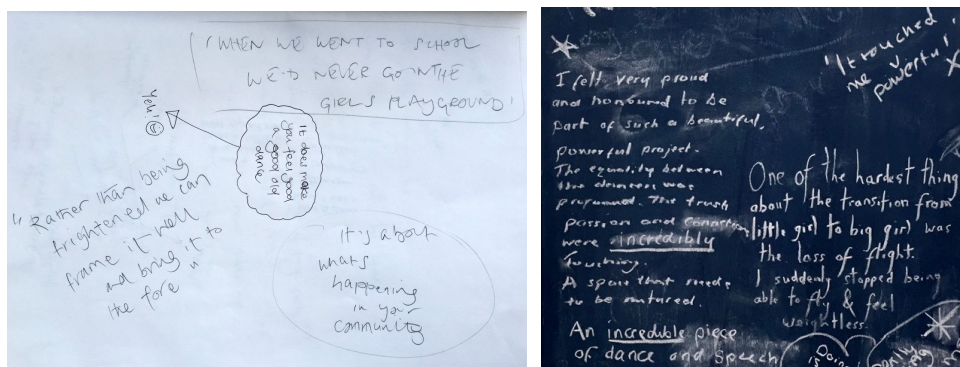 'WHEN WE WENT TO SCHOOL
WE'D NEVER GO IN THE
GIRLS PLAYGROUND'
Yeh!
It does make
you feel good
a good old
dance
"Rather than being
frightened we can
frame it well
and bring it to
the fore"
It's about
whats
happening
in your
community
"It touched
me v.
powerful
I felt very proud
and honoured to be
part of such a beautiful,
powerful project.
The equality between
the dancers was
profound. The trust
passion and connection
were incredibly
touching.
A space that needs
to be nurtured.
An incredible piece
of dance and speech
One of the hardest thing
about the transition from
little girl to big girl was
the loss of flight.
I suddenly stopped being
able to fly & feel
weightless.